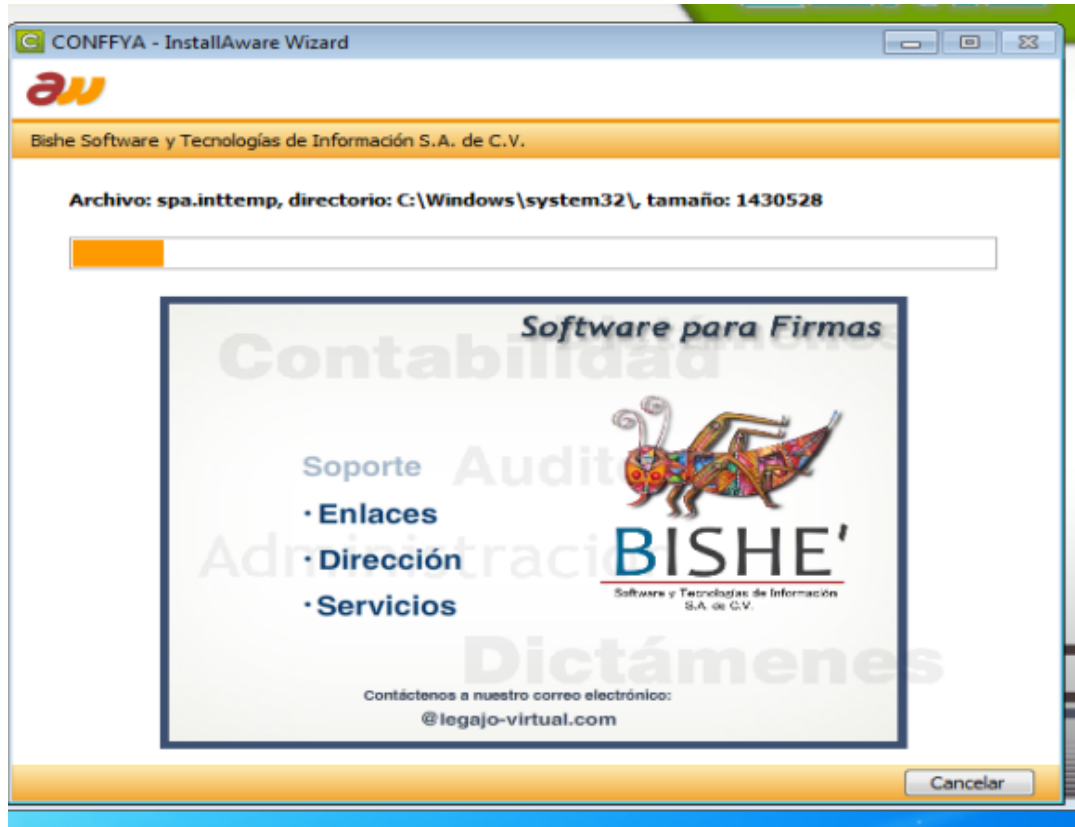 CONFFYA - InstallAware Wizard
aw
Bishe Software y Tecnologías de Información S.A. de C.V.
Archivo: spa.inttemp, directorio: C:\Windows\system32\, tamaño: 1430528
Software para Firmas
Contabilidad
Dictámenes
Soporte
Auditoría
· Enlaces
Administración
· Dirección
· Servicios
BISHE'
Software y Tecnologías de Información
S.A. de C.V.
Dictámenes
Contáctenos a nuestro correo electrónico:
@legajo-virtual.com
Cancelar